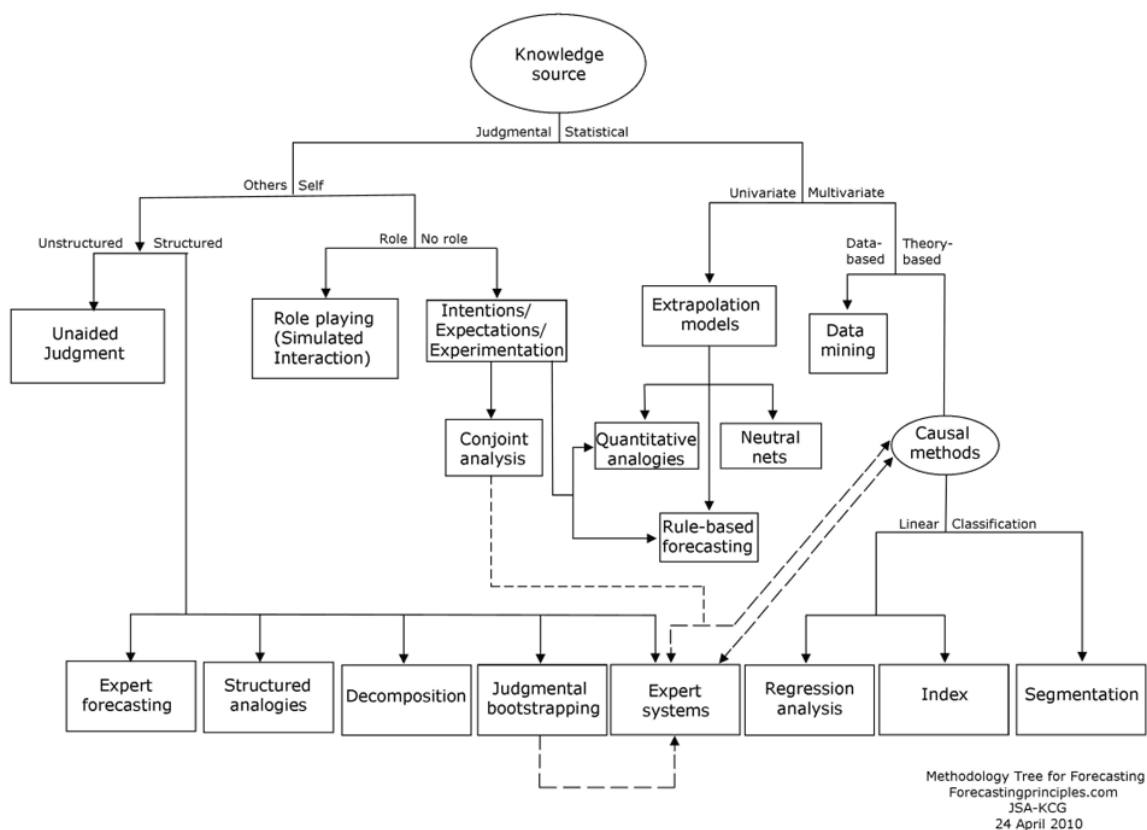 Knowledge
source
Judgmental Statistical
Others Self
Univariate Multivariate
Unstructured Structured
Role No role
Data-
based
Theory-
based
Unaided
Judgment
Role playing
(Simulated
Interaction)
Intentions/
Expectations/
Experimentation
Extrapolation
models
Data
mining
Conjoint
analysis
Quantitative
analogies
Neutral
nets
Causal
methods
Rule-based
forecasting
Linear Classification
Expert
forecasting
Structured
analogies
Decomposition
Judgmental
bootstrapping
Expert
systems
Regression
analysis
Index
Segmentation
Methodology Tree for Forecasting
Forecastingprinciples.com
JSA-KCG
24 April 2010